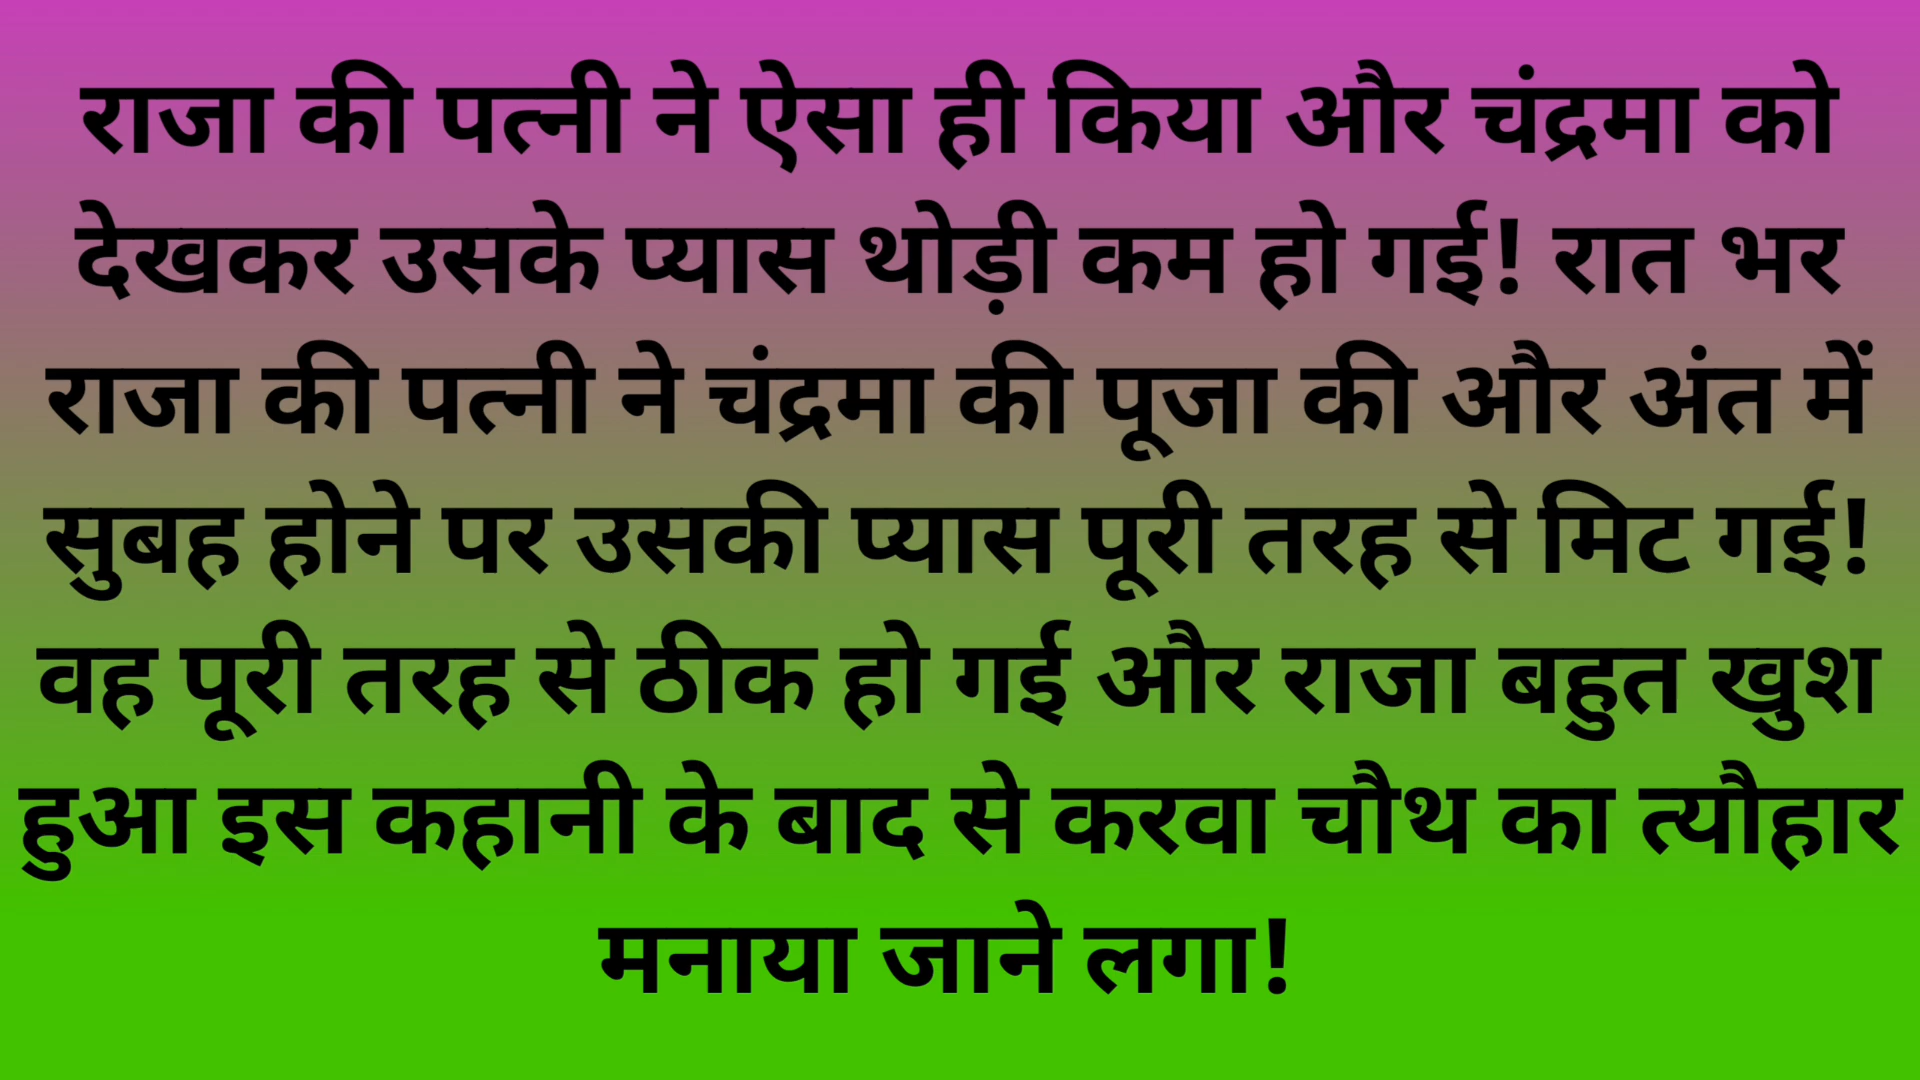 राजा की पत्नी ने ऐसा ही किया और चंद्रमा को
देखकर उसके प्यास थोड़ी कम हो गई! रात भर
राजा की पत्नी ने चंद्रमा की पूजा की और अंत में
सुबह होने पर उसकी प्यास पूरी तरह से मिट गई!
वह पूरी तरह से ठीक हो गई और राजा बहुत खुश
हुआ इस कहानी के बाद से करवा चौथ का त्यौहार
मनाया जाने लगा!